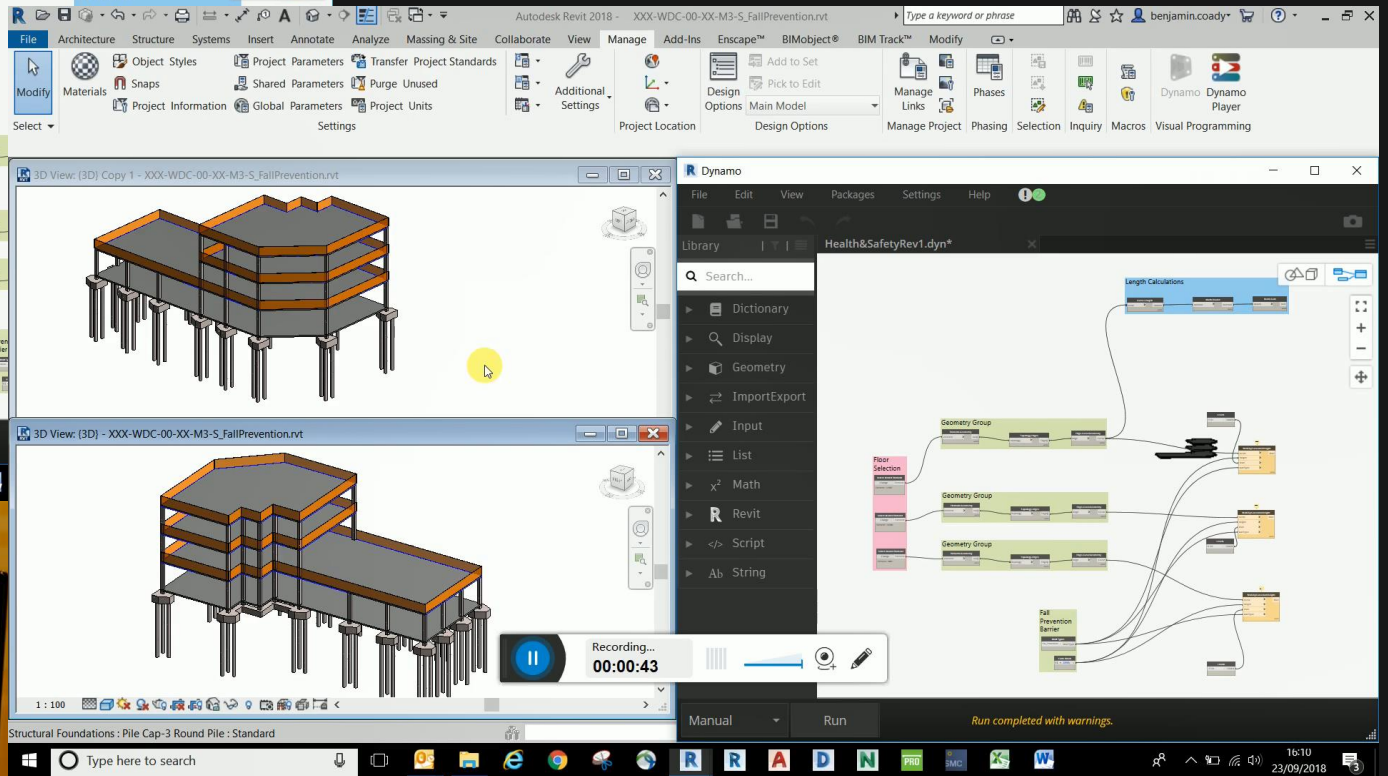 Autodesk Revit 2018 - XXX-WDC-00-XX-M3-S_FallPrevention.rvt
Type a keyword or phrase
benjamin.coady
File Architecture Structure Systems Insert Annotate Analyze Massing & Site Collaborate View Manage Add-Ins Enscape™ BIMobject® BIM Track™ Modify
Modify
Materials
Object Styles
Snaps
Project Information
Project Parameters
Shared Parameters
Global Parameters
Transfer Project Standards
Purge Unused
Project Units
Additional
Settings
Design
Options
Add to Set
Pick to Edit
Main Model
Manage
Links
Phases
Dynamo
Dynamo
Player
Select
Settings
Project Location
Design Options
Manage Project
Phasing
Selection
Inquiry
Macros
Visual Programming
3D View: {3D} Copy 1 - XXX-WDC-00-XX-M3-S_FallPrevention.rvt
3D View: {3D} - XXX-WDC-00-XX-M3-S_FallPrevention.rvt
1 : 100
Structural Foundations : Pile Cap-3 Round Pile : Standard
Dynamo
File Edit View Packages Settings Help
Library
Health&SafetyRev1.dyn*
Search...
Dictionary
Display
Geometry
ImportExport
Input
List
Math
Revit
Script
String
Length Calculations
Geometry Group
Floor
Selection
Geometry Group
Geometry Group
Fall
Prevention
Barrier
Recording...
00:00:43
Manual
Run
Run completed with warnings.
Type here to search
PRO
SMC
16:10
23/09/2018